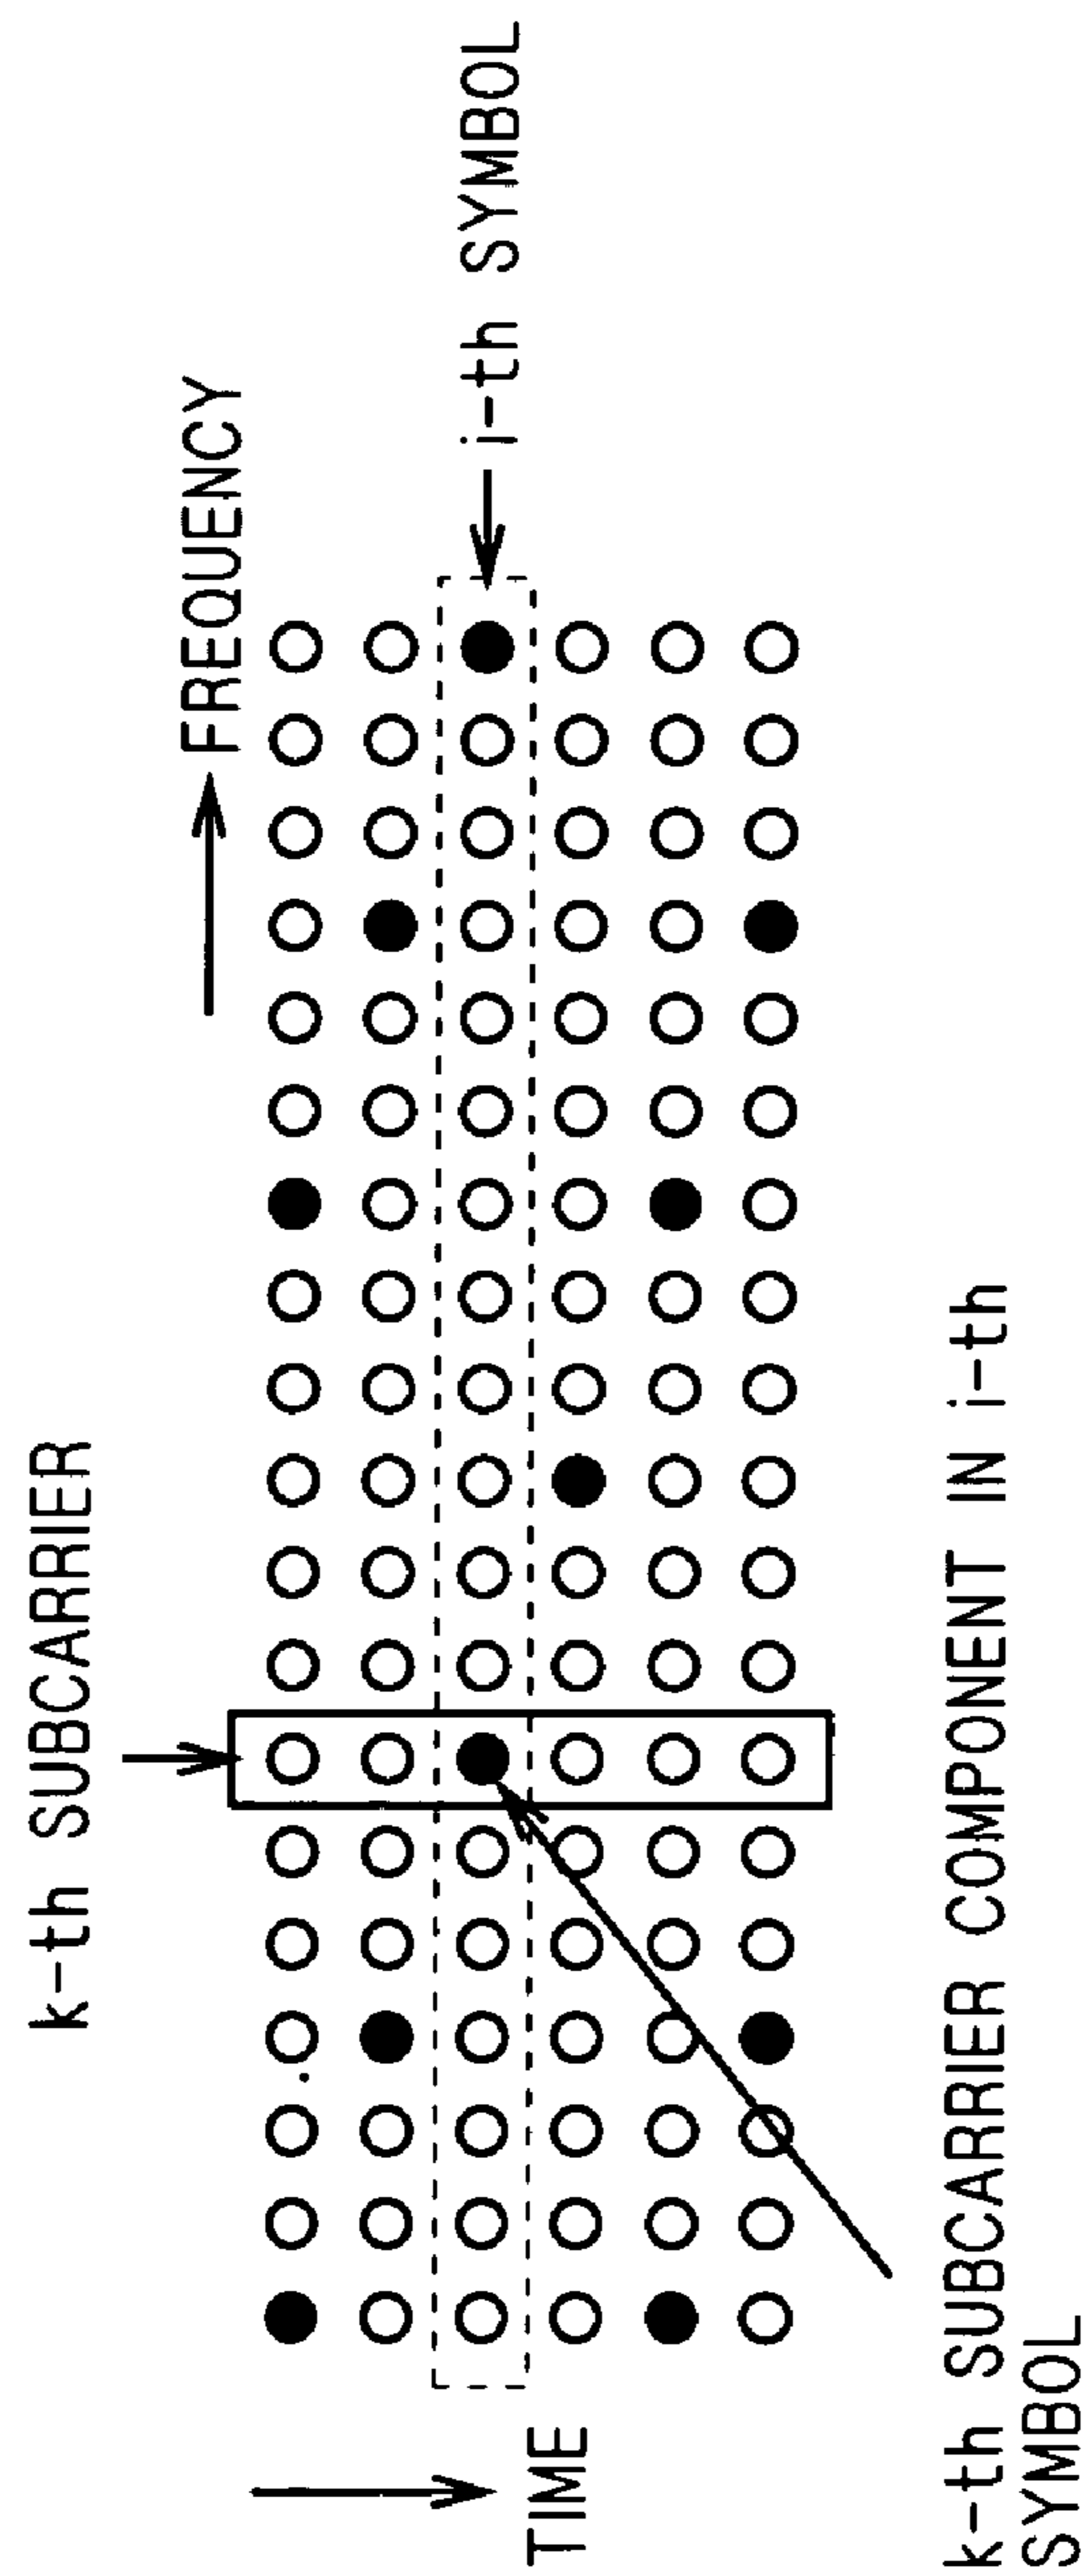 k-th SUBCARRIER
FREQUENCY
i-th SYMBOL
TIME
k-th SUBCARRIER COMPONENT IN i-th
SYMBOL